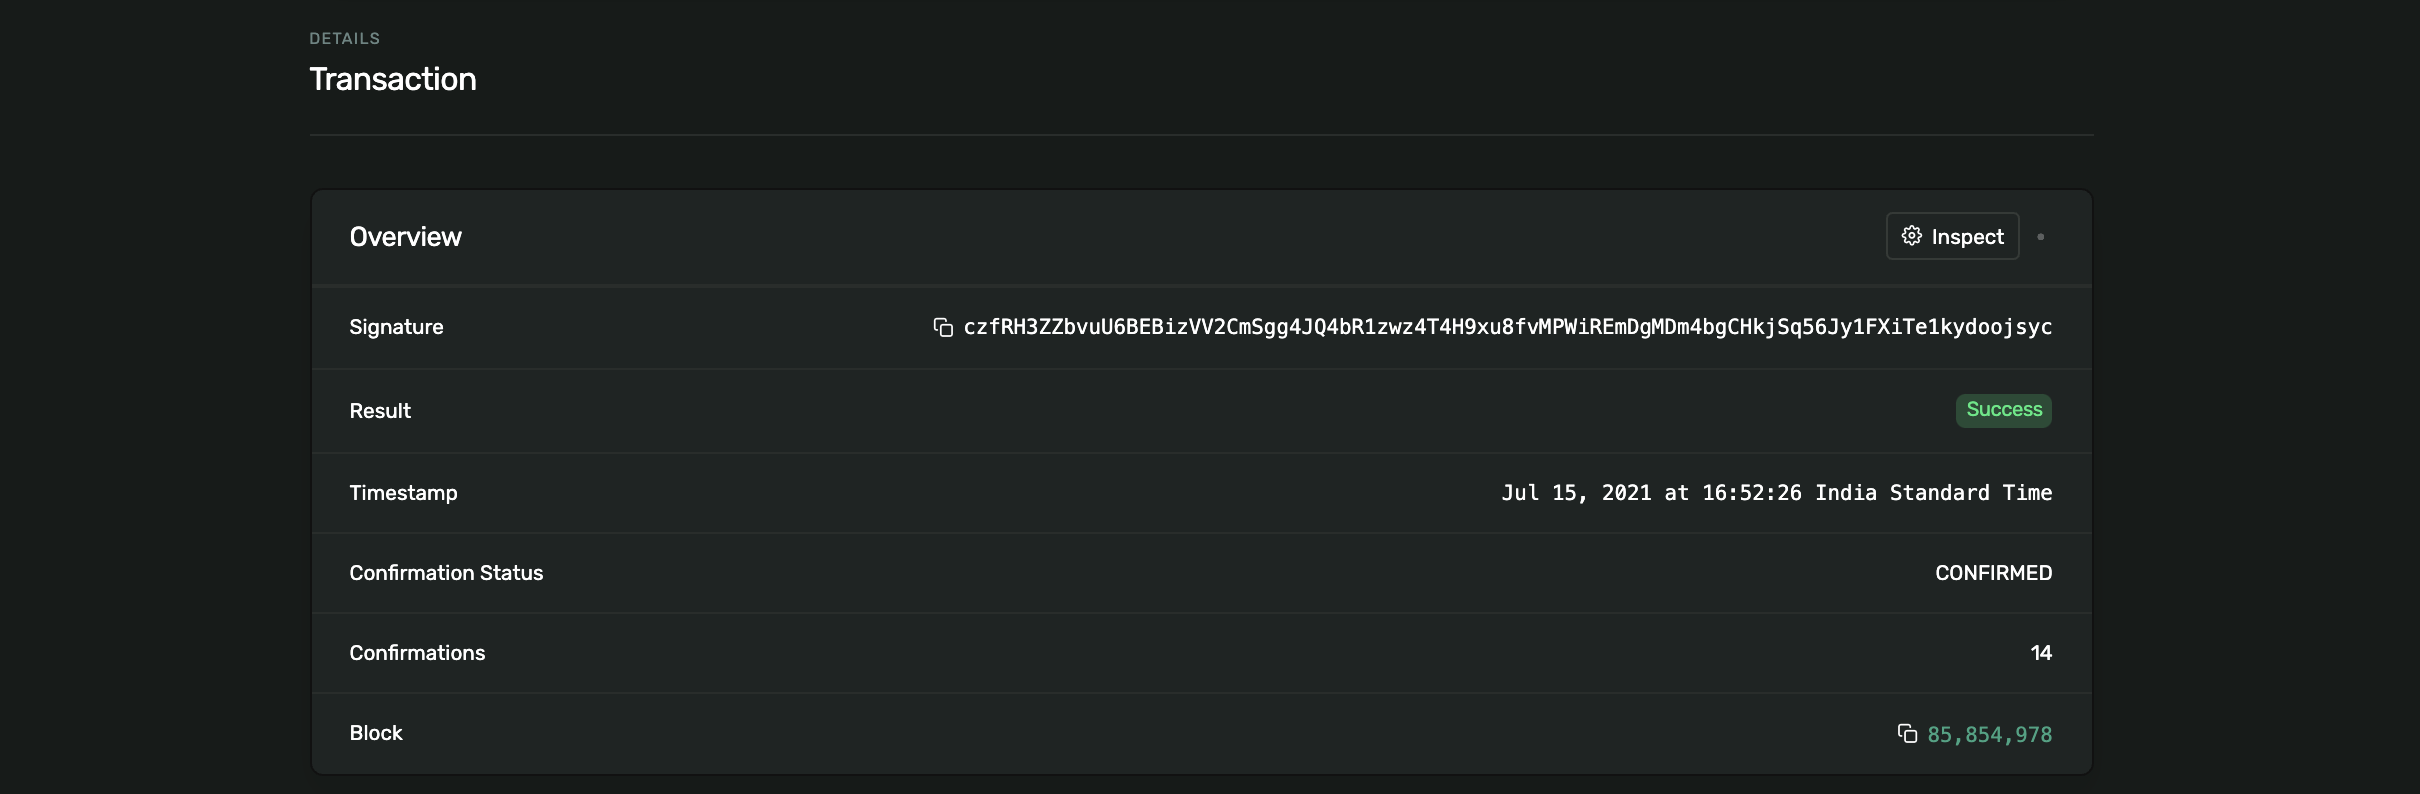 DETAILS
Transaction
Overview
Inspect
Signature
czfRH3ZZbvuU6BEBizVV2CmSgg4JQ4bR1zwz4T4H9xu8fvMPWiREmDgMDm4bgCHkjSq56Jy1FXiTe1kydoojsyc
Result
Success
Timestamp
Jul 15, 2021 at 16:52:26 India Standard Time
Confirmation Status
CONFIRMED
Confirmations
14
Block
85,854,978